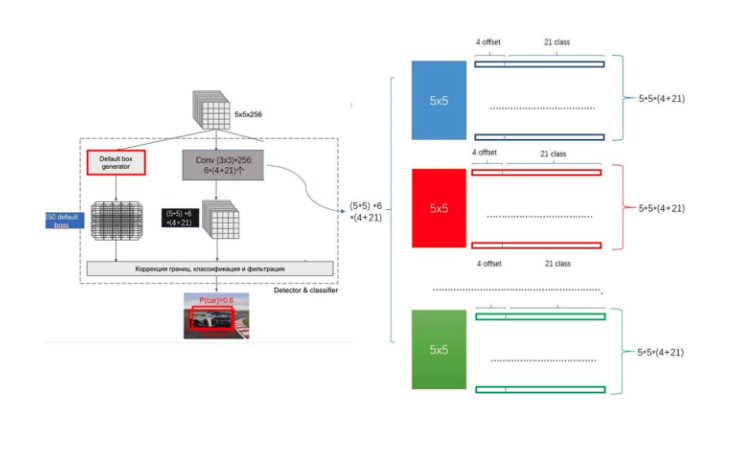 5x5x256
Default box
generator
Conv (3x3)*256:
6*(4+21)个
150 default
boxs
(5*5) *6
*(4+21)
Коррекция границ, классификация и фильтрация
Detector & classifier
P(car)=0.6
(5*5) *6
*(4+21)
4 offset
21 class
5x5
5*5*(4+21)
4 offset
21 class
5x5
5*5*(4+21)
4 offset
21 class
5x5
5*5*(4+21)